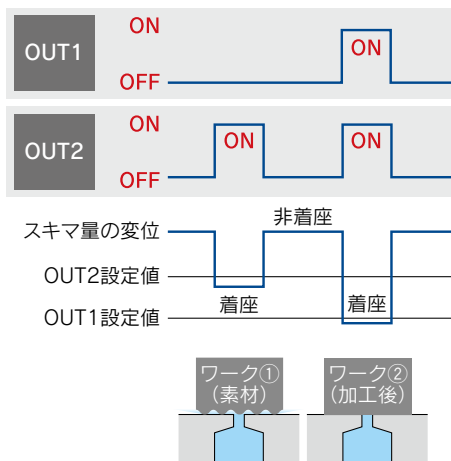 ON
OUT1
ON
OFF
ON
OUT2
ON
ON
OFF
非着座
スキマ量の変位
OUT2設定値
着座
着座
OUT1設定値
ワーク①
（素材）
ワーク②
（加工後）